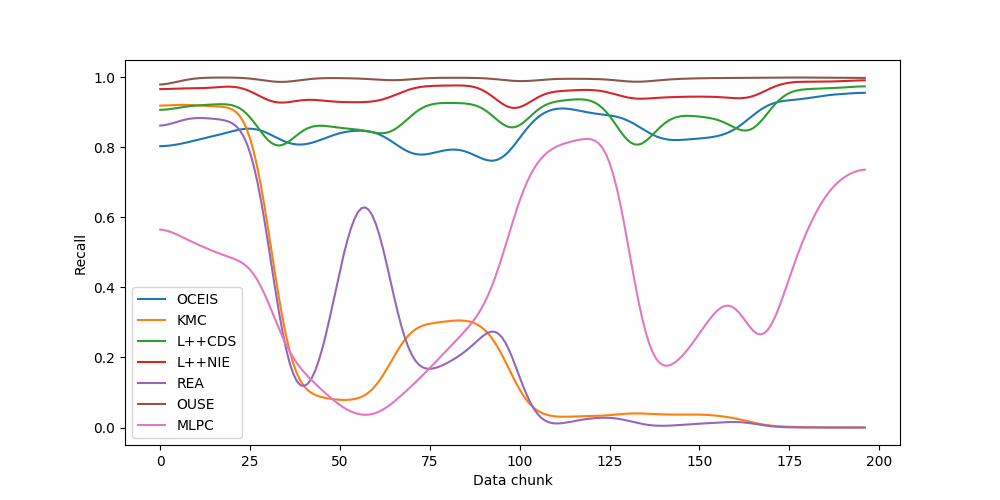 1.0
0.8
0.6
0.4
0.2
0.0
Recall
OCEIS
KMC
L++CDS
L++NIE
REA
OUSE
MLPC
0 25 50 75 100 125 150 175 200
Data chunk